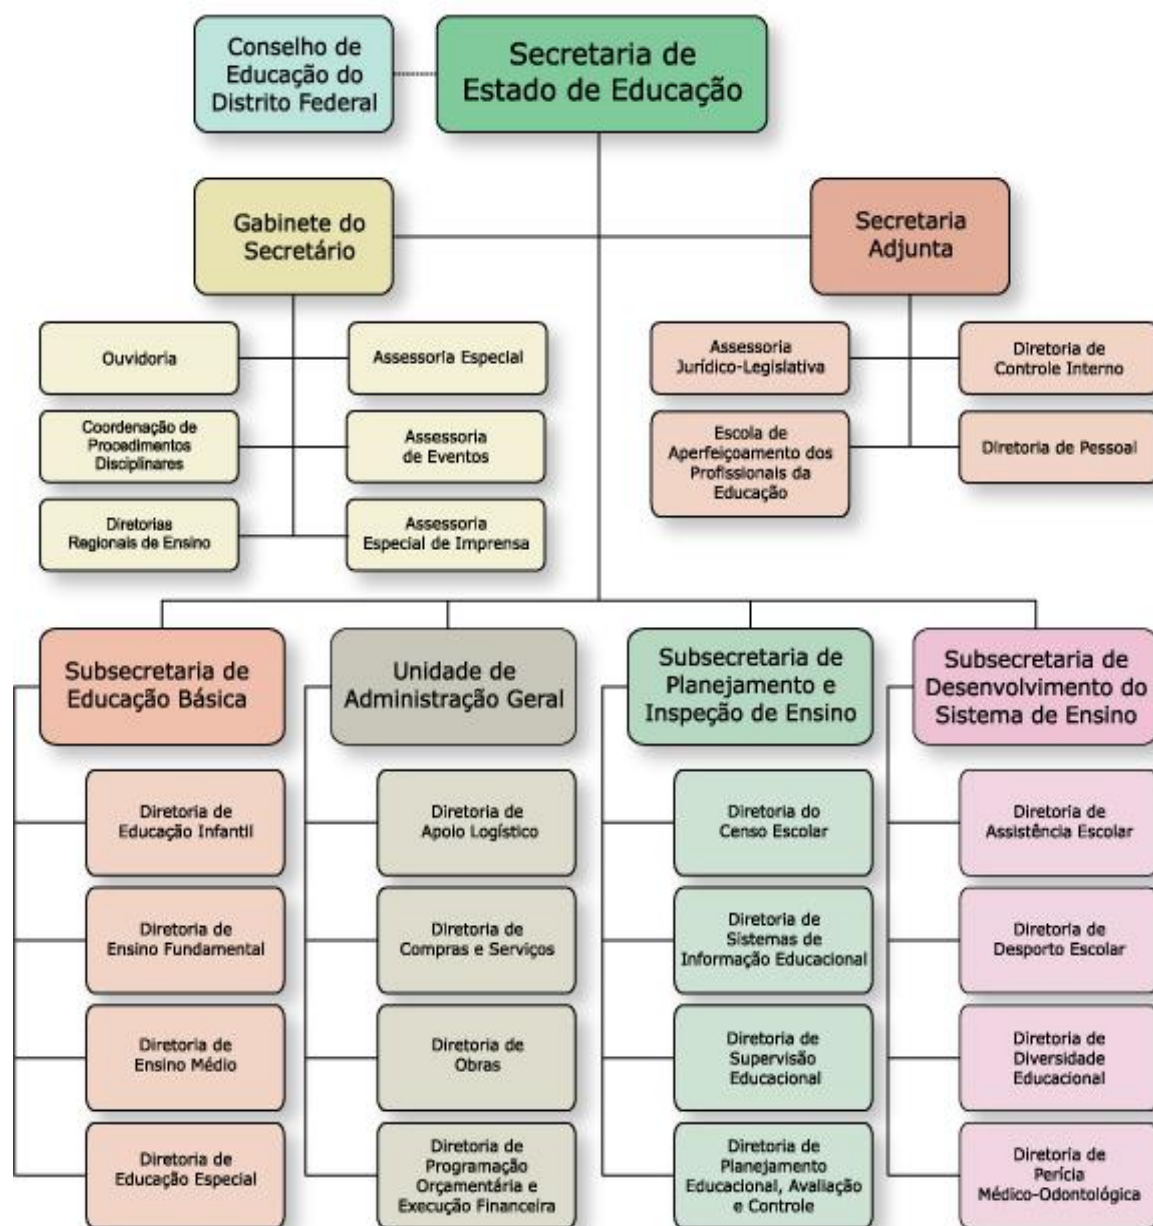 Conselho de
Educação do
Distrito Federal
Secretaria de
Estado de Educação
Gabinete do
Secretário
Secretaria
Adjunta
Ouvidoria
Assessoria Especial
Coordenação de
Procedimentos
Disciplinares
Assessoria
de Eventos
Diretorias
Regionais de Ensino
Assessoria
Especial de Imprensa
Assessoria
Jurídico-Legislativa
Diretoria de
Controle Interno
Escola de
Aperfeiçoamento dos
Profissionais da
Educação
Diretoria de Pessoal
Subsecretaria de
Educação Básica
Diretoria de
Educação Infantil
Diretoria de
Ensino Fundamental
Diretoria de
Ensino Médio
Diretoria de
Educação Especial
Unidade de
Administração Geral
Diretoria de
Apoio Logístico
Diretoria de
Compras e Serviços
Diretoria de
Obras
Diretoria de
Programação
Orçamentária e
Execução Financeira
Subsecretaria de
Planejamento e
Inspeção de Ensino
Diretoria do
Censo Escolar
Diretoria de
Sistemas de
Informação Educacional
Diretoria de
Supervisão
Educacional
Diretoria de
Planejamento
Educacional, Avaliação
e Controle
Subsecretaria de
Desenvolvimento do
Sistema de Ensino
Diretoria de
Assistência Escolar
Diretoria de
Desporto Escolar
Diretoria de
Diversidade
Educacional
Diretoria de
Perícia
Médico-Odontológica